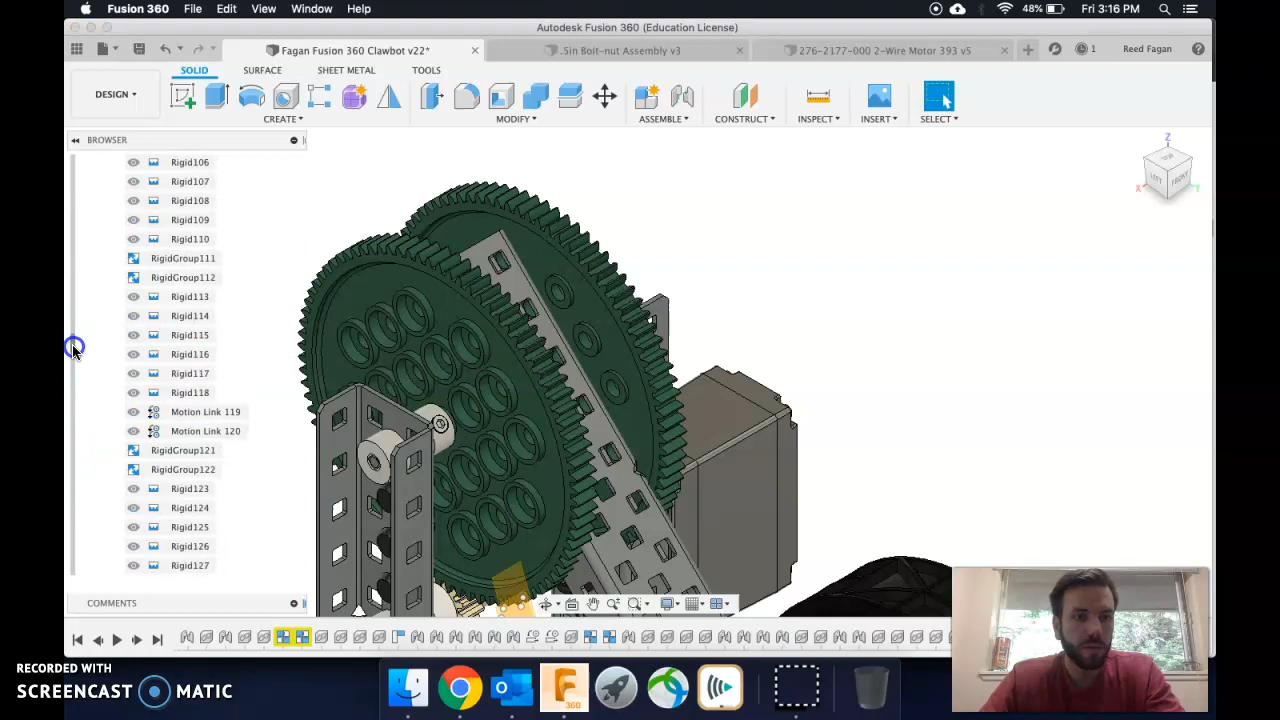 Fusion 360 File Edit View Window Help 48% Fri 3:16 PM
Autodesk Fusion 360 (Education License)
Fagan Fusion 360 Clawbot v22* .5in Bolt-nut Assembly v3 276-2177-000 2-Wire Motor 393 v5 1 Reed Fagan
SOLID SURFACE SHEET METAL TOOLS
DESIGN
CREATE MODIFY ASSEMBLE CONSTRUCT INSPECT INSERT SELECT
BROWSER
Z
TOP
LEFT FRONT
X Y
Rigid106
Rigid107
Rigid108
Rigid109
Rigid110
RigidGroup111
RigidGroup112
Rigid113
Rigid114
Rigid115
Rigid116
Rigid117
Rigid118
Motion Link 119
Motion Link 120
RigidGroup121
RigidGroup122
Rigid123
Rigid124
Rigid125
Rigid126
Rigid127
COMMENTS
RECORDED WITH
SCREENCAST MATIC
F
360